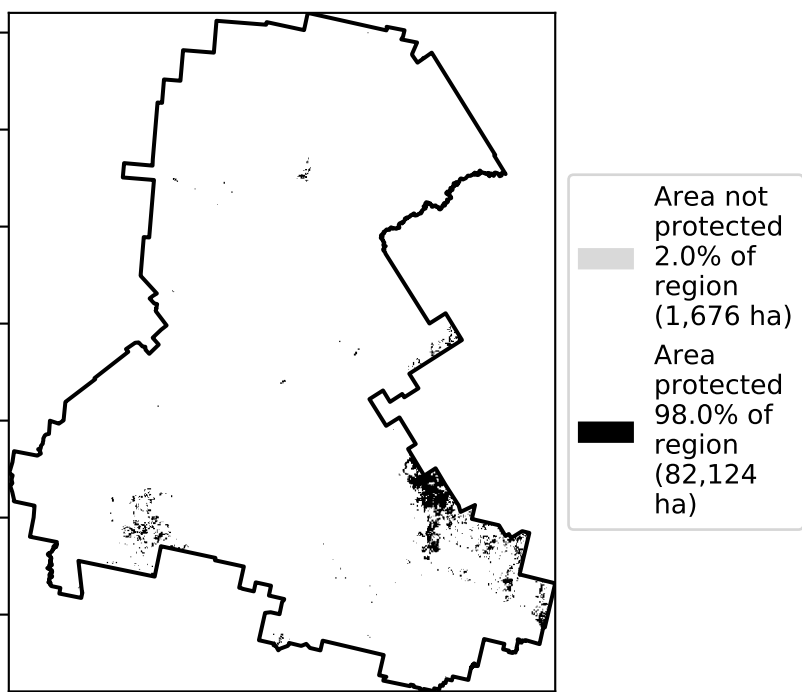 Area not
protected
2.0% of
region
(1,676 ha)
Area
protected
98.0% of
region
(82,124
ha)